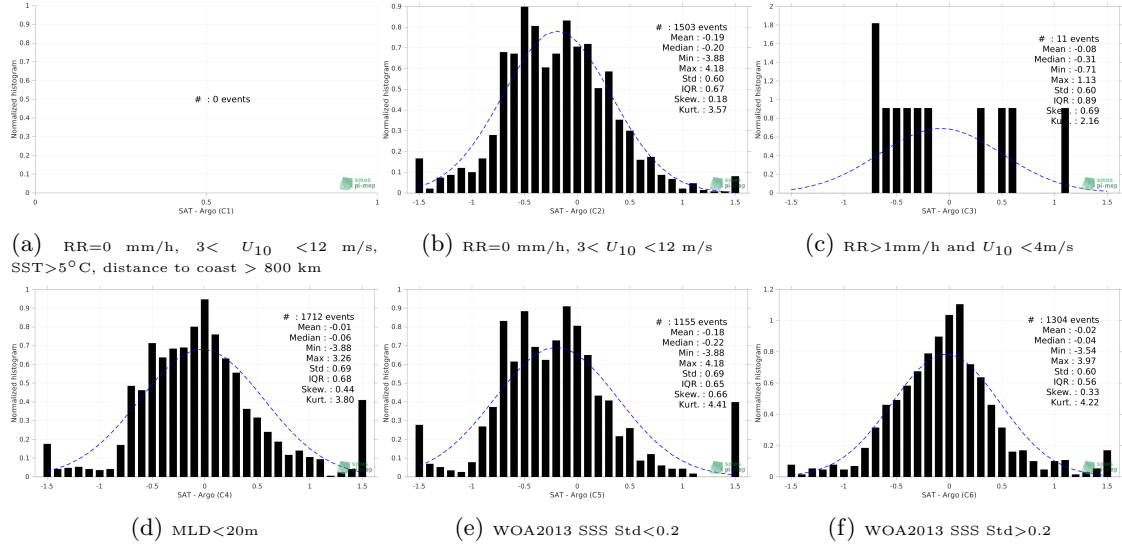 Normalized histogram
1
0.9
0.8
0.7
0.6
0.5
0.4
0.3
0.2
0.1
0
# : 0 events
smos
pi-mep
0 0.5 1
SAT - Argo (C1)
Normalized histogram
0.9
0.8
0.7
0.6
0.5
0.4
0.3
0.2
0.1
0
# : 1503 events
Mean : -0.19
Median : -0.20
Min : -3.88
Max : 4.18
Std : 0.60
IQR : 0.67
Skew. : 0.18
Kurt. : 3.57
smos
pi-mep
-1.5 -1 -0.5 0 0.5 1 1.5
SAT - Argo (C2)
Normalized histogram
2
1.8
1.6
1.4
1.2
1
0.8
0.6
0.4
0.2
0
# : 11 events
Mean : -0.08
Median : -0.31
Min : -0.71
Max : 1.13
Std : 0.60
IQR : 0.89
Skew. : 0.69
Kurt. : 2.16
smos
pi-mep
-1.5 -1 -0.5 0 0.5 1 1.5
SAT - Argo (C3)
(a) RR=0 mm/h, 3< U10 <12 m/s,
SST>5°C, distance to coast > 800 km
(b) RR=0 mm/h, 3< U10 <12 m/s
(c) RR>1mm/h and U10 <4m/s
Normalized histogram
1
0.9
0.8
0.7
0.6
0.5
0.4
0.3
0.2
0.1
0
# : 1712 events
Mean : -0.01
Median : -0.06
Min : -3.88
Max : 3.26
Std : 0.69
IQR : 0.68
Skew. : 0.44
Kurt. : 3.80
smos
pi-mep
-1.5 -1 -0.5 0 0.5 1 1.5
SAT - Argo (C4)
Normalized histogram
1
0.9
0.8
0.7
0.6
0.5
0.4
0.3
0.2
0.1
0
# : 1155 events
Mean : -0.18
Median : -0.22
Min : -3.88
Max : 4.18
Std : 0.69
IQR : 0.65
Skew. : 0.66
Kurt. : 4.41
smos
pi-mep
-1.5 -1 -0.5 0 0.5 1 1.5
SAT - Argo (C5)
Normalized histogram
1.2
1
0.8
0.6
0.4
0.2
0
# : 1304 events
Mean : -0.02
Median : -0.04
Min : -3.54
Max : 3.97
Std : 0.60
IQR : 0.56
Skew. : 0.33
Kurt. : 4.22
smos
pi-mep
-1.5 -1 -0.5 0 0.5 1 1.5
SAT - Argo (C6)
(d) MLD<20m
(e) WOA2013 SSS Std<0.2
(f) WOA2013 SSS Std>0.2